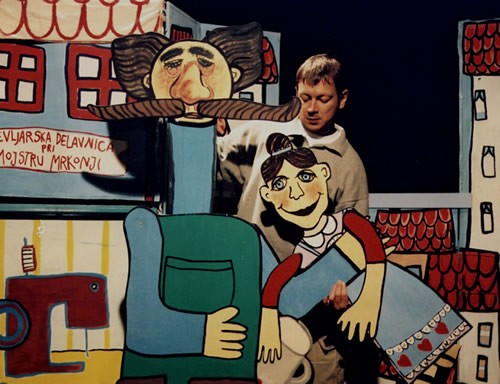 EVLJARSKA DELAVNICA
PRI
MOJSTRU MRKONJI